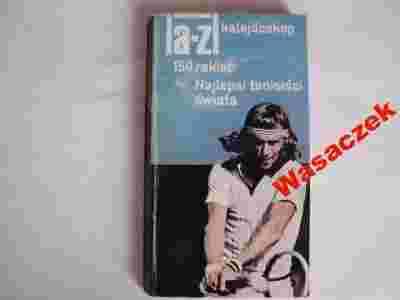 a-z kalejdoskop
150 rakiet
Najlepsi tenisiści
świata
Wasaczek